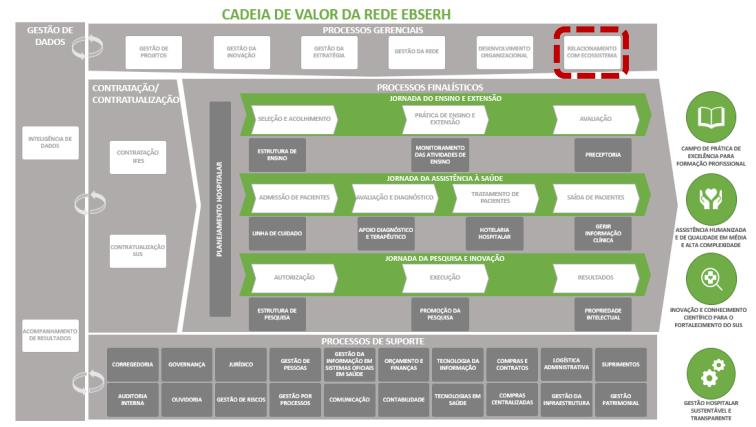 CADEIA DE VALOR DA REDE EBSERH
GESTÃO DE
DADOS
INTELIGÊNCIA DE
DADOS
ACOMPANHAMENTO
DE RESULTADOS
PROCESSOS GERENCIAIS
GESTÃO DE
PROJETOS
GESTÃO DA
INOVAÇÃO
GESTÃO DA
ESTRATÉGIA
GESTÃO DA REDE
DESENVOLVIMENTO
ORGANIZACIONAL
RELACIONAMENTO
COM ECOSISTEMA
CONTRATAÇÃO/
CONTRATUALIZAÇÃO
CONTRATAÇÃO
IFES
CONTRATUALIZAÇÃO
SUS
PROCESSOS FINALÍSTICOS
PLANEJAMENTO HOSPITALAR
JORNADA DO ENSINO E EXTENSÃO
SELEÇÃO E ACOLHIMENTO
PRÁTICA DE ENSINO E
EXTENSÃO
AVALIAÇÃO
ESTRUTURA DE
ENSINO
MONITORAMENTO
DAS ATIVIDADES DE
ENSINO
PRECEPTORIA
JORNADA DA ASSISTÊNCIA À SAÚDE
ADMISSÃO DE PACIENTES
AVALIAÇÃO E DIAGNÓSTICO
TRATAMENTO DE
PACIENTES
SAÍDA DE PACIENTES
LINHA DE CUIDADO
APOIO DIAGNÓSTICO
E TERAPÊUTICO
HOTELARIA
HOSPITALAR
GERIR
INFORMAÇÃO
CLÍNICA
JORNADA DA PESQUISA E INOVAÇÃO
AUTORIZAÇÃO
EXECUÇÃO
RESULTADOS
ESTRUTURA DE
PESQUISA
PROMOÇÃO DA
PESQUISA
PROPRIEDADE
INTELECTUAL
PROCESSOS DE SUPORTE
CORREGEDORIA
GOVERNANÇA
JURÍDICO
GESTÃO DE
PESSOAS
GESTÃO DA
INFORMAÇÃO EM
SISTEMAS OFICIAIS
EM SAÚDE
ORÇAMENTO E
FINANÇAS
TECNOLOGIA DA
INFORMAÇÃO
COMPRAS E
CONTRATOS
LOGÍSTICA
ADMINISTRATIVA
SUPRIMENTOS
AUDITORIA
INTERNA
OUVIDORIA
GESTÃO DE RISCOS
GESTÃO POR
PROCESSOS
COMUNICAÇÃO
CONTABILIDADE
TECNOLOGIAS EM
SAÚDE
COMPRAS
CENTRALIZADAS
GESTÃO DA
INFRAESTRUTURA
GESTÃO
PATRIMONIAL
CAMPO DE PRÁTICA DE
EXCELÊNCIA PARA
FORMAÇÃO PROFISSIONAL
ASSISTÊNCIA HUMANIZADA
E DE QUALIDADE EM MÉDIA
E ALTA COMPLEXIDADE
INOVAÇÃO E CONHECIMENTO
CIENTÍFICO PARA O
FORTALECIMENTO DO SUS
GESTÃO HOSPITALAR
SUSTENTÁVEL E
TRANSPARENTE